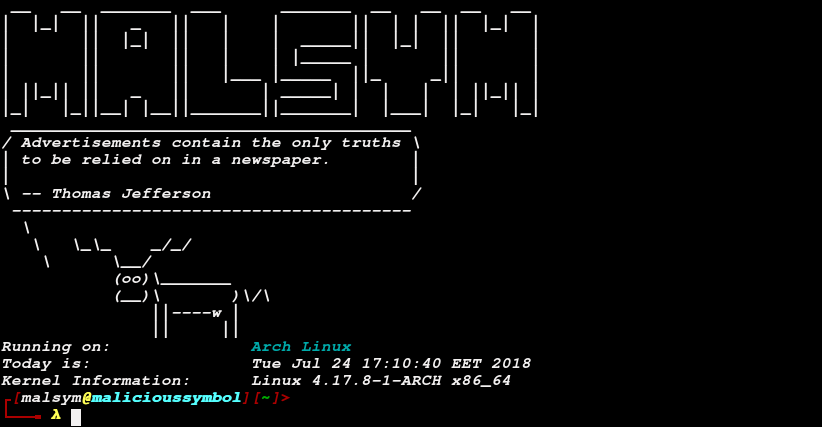 MALSYM
Advertisements contain the only truths
to be relied on in a newspaper.
-- Thomas Jefferson
(oo)
w
Running on: Arch Linux
Today is: Tue Jul 24 17:10:40 EET 2018
Kernel Information: Linux 4.17.8-1-ARCH x86_64
[malsym@malicioussymbol][~]>
λ